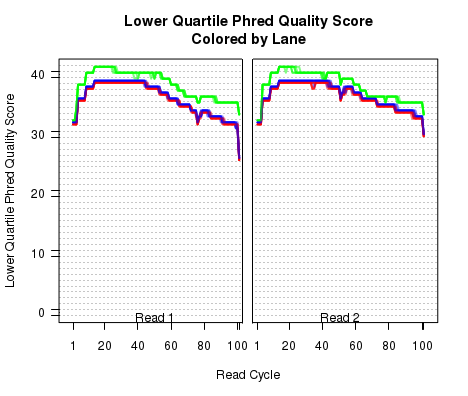 Lower Quartile Phred Quality Score
Colored by Lane
Lower Quartile Phred Quality Score
40
30
20
10
0
Read 1
Read 2
1 20 40 60 80 100
1 20 40 60 80 100
Read Cycle